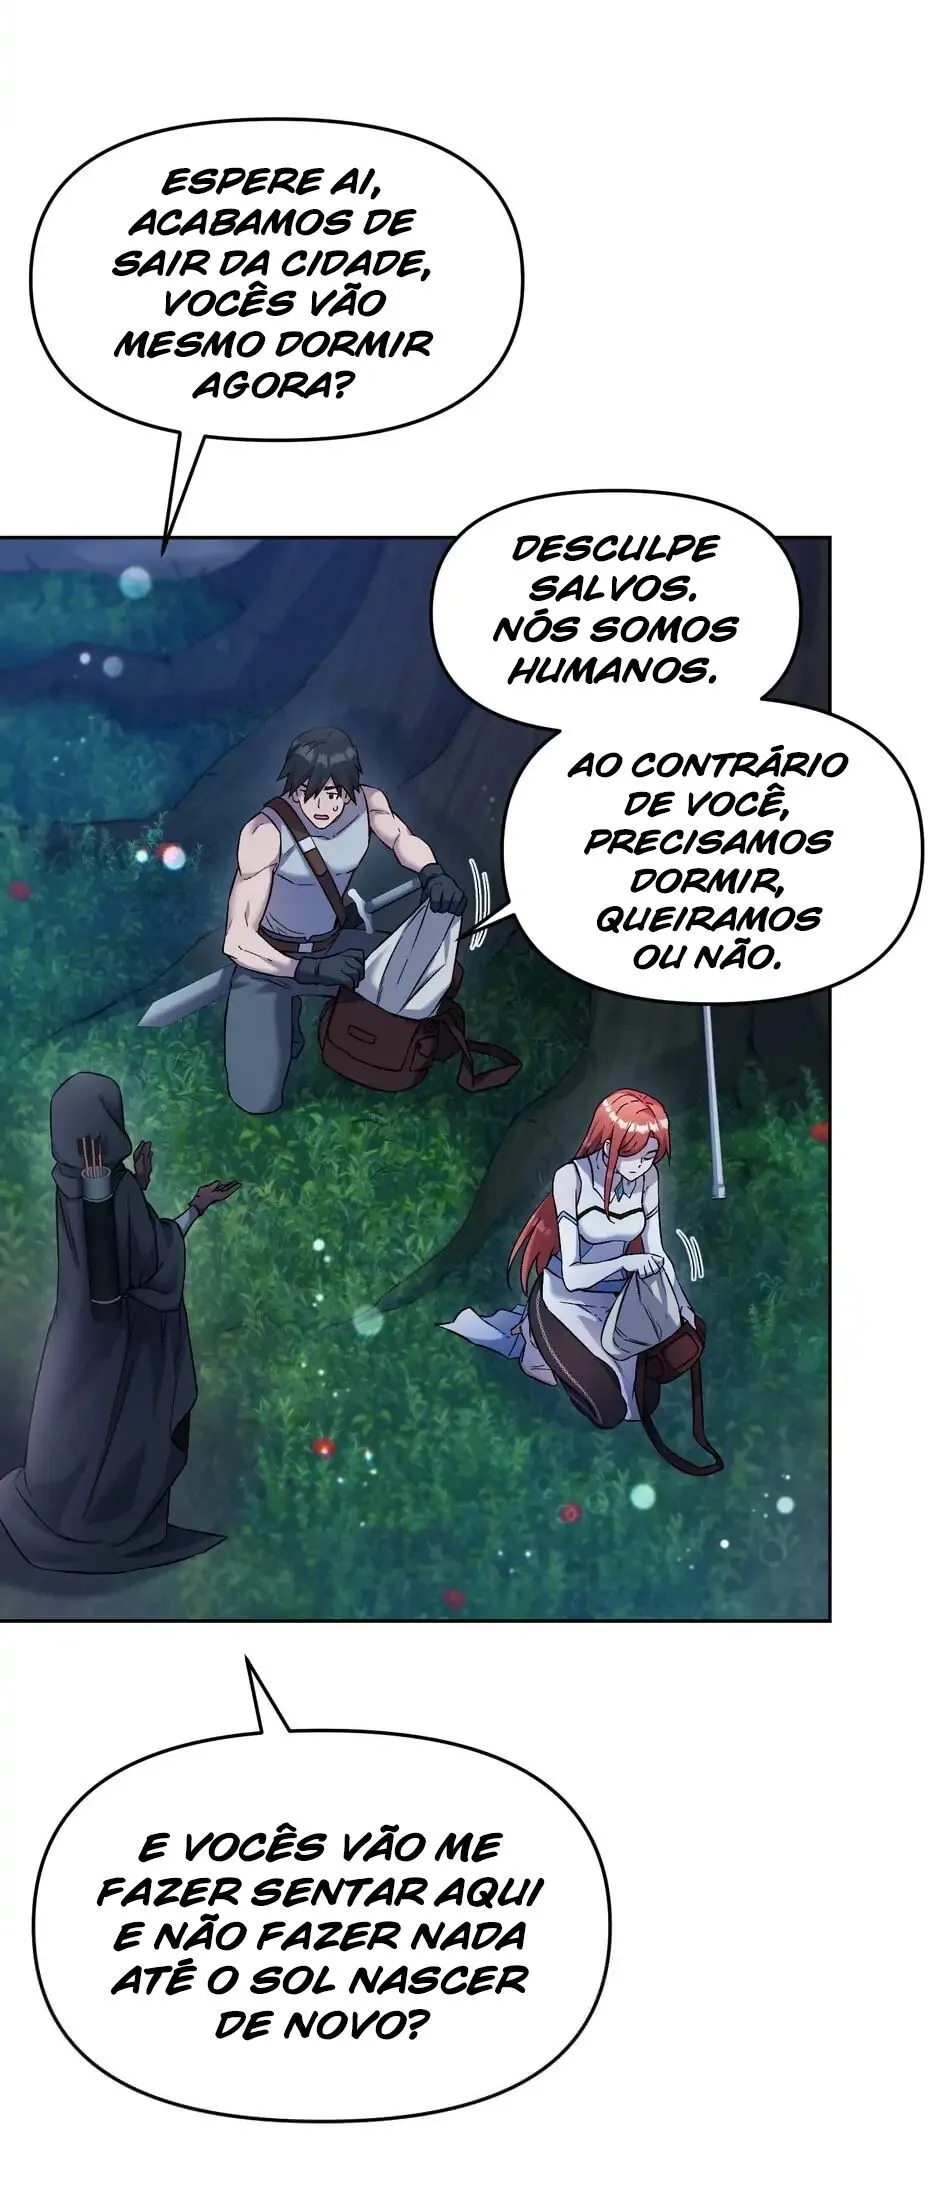 ESPERE AI,
ACABAMOS DE
SAIR DA CIDADE,
VOCÊS VÃO
MESMO DORMIR
AGORA?
DESCULPE
SALVOS.
NÓS SOMOS
HUMANOS.
AO CONTRÁRIO
DE VOCÊ,
PRECISAMOS
DORMIR,
QUEIRAMOS
OU NÃO.
E VOCÊS VÃO ME
FAZER SENTAR AQUI
E NÃO FAZER NADA
ATÉ O SOL NASCER
DE NOVO?